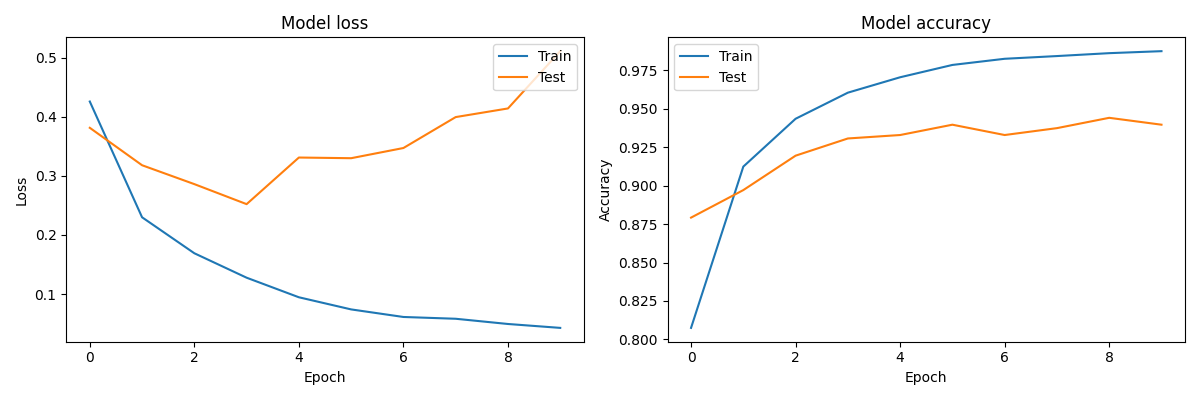 Model loss
0.5
0.4
0.3
0.2
0.1
Loss
Train
Test
0 2 4 6 8
Epoch
Model accuracy
0.975
0.950
0.925
0.900
0.875
0.850
0.825
0.800
Accuracy
Train
Test
0 2 4 6 8
Epoch